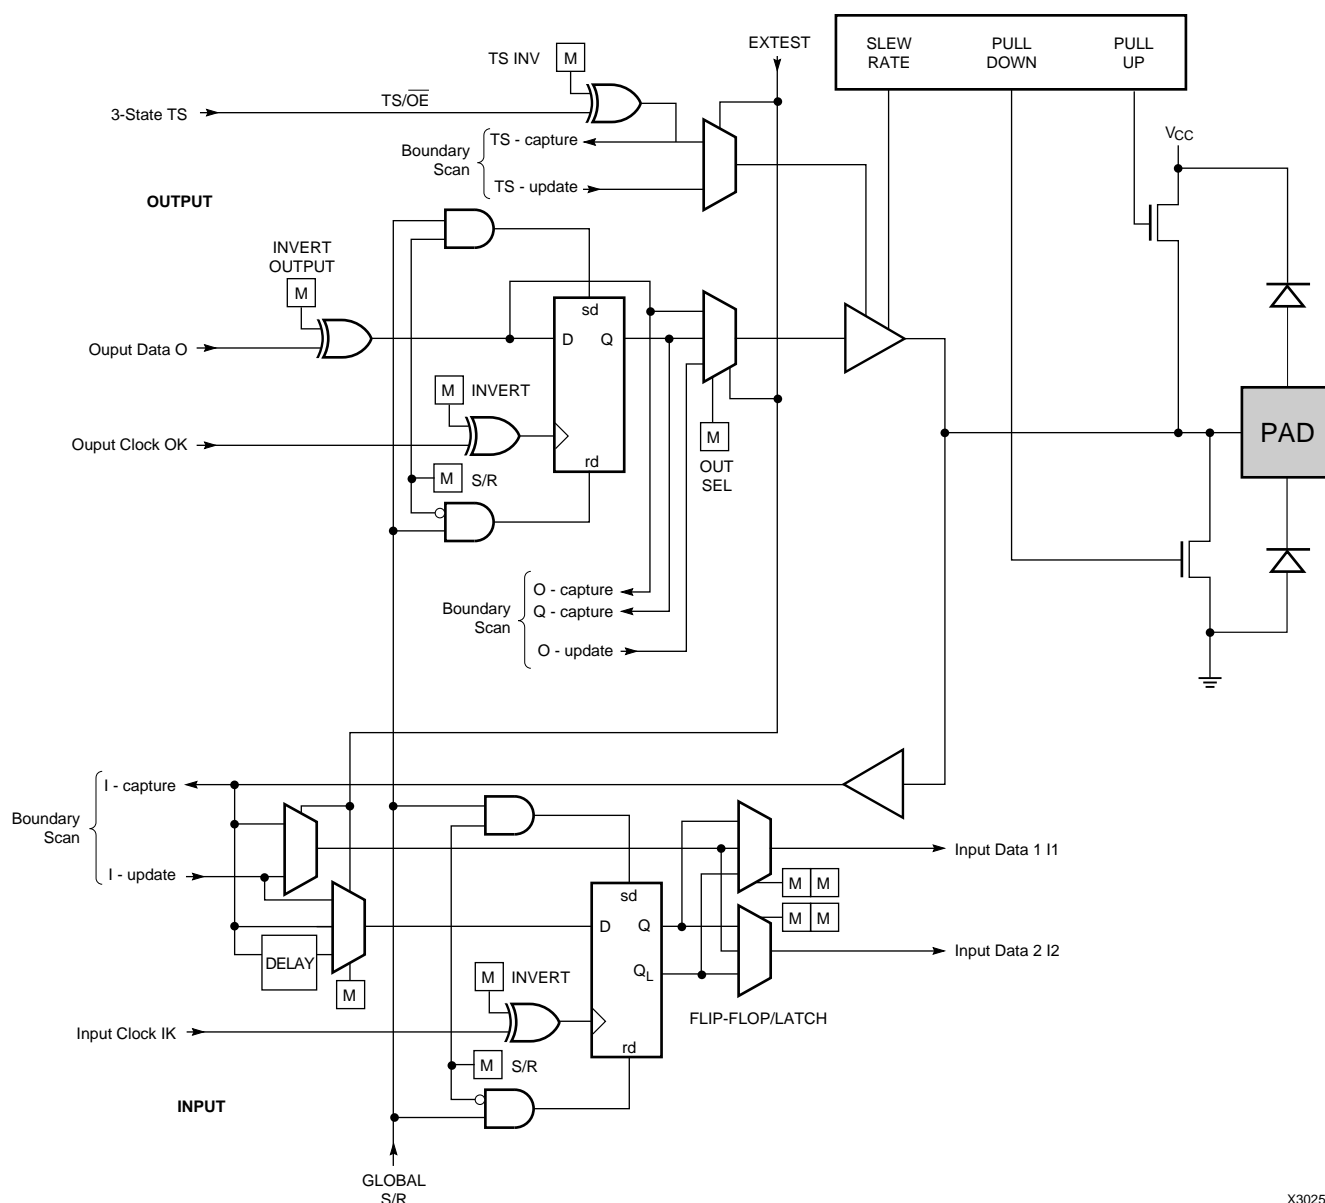 EXTEST
SLEW
RATE
PULL
DOWN
PULL
UP
TS INV
M
3-State TS
TS/OE
VCC
Boundary
Scan
TS - capture
TS - update
OUTPUT
INVERT
OUTPUT
M
sd
D
Q
Ouput Data O
M
INVERT
Ouput Clock OK
M
OUT
SEL
PAD
rd
M
S/R
Boundary
Scan
O - capture
Q - capture
O - update
Boundary
Scan
I - capture
I - update
Input Data 1 I1
M
M
sd
M
M
D
Q
Input Data 2 I2
DELAY
M
M
INVERT
QL
FLIP-FLOP/LATCH
Input Clock IK
rd
M
S/R
INPUT
GLOBAL
S/R
X3025